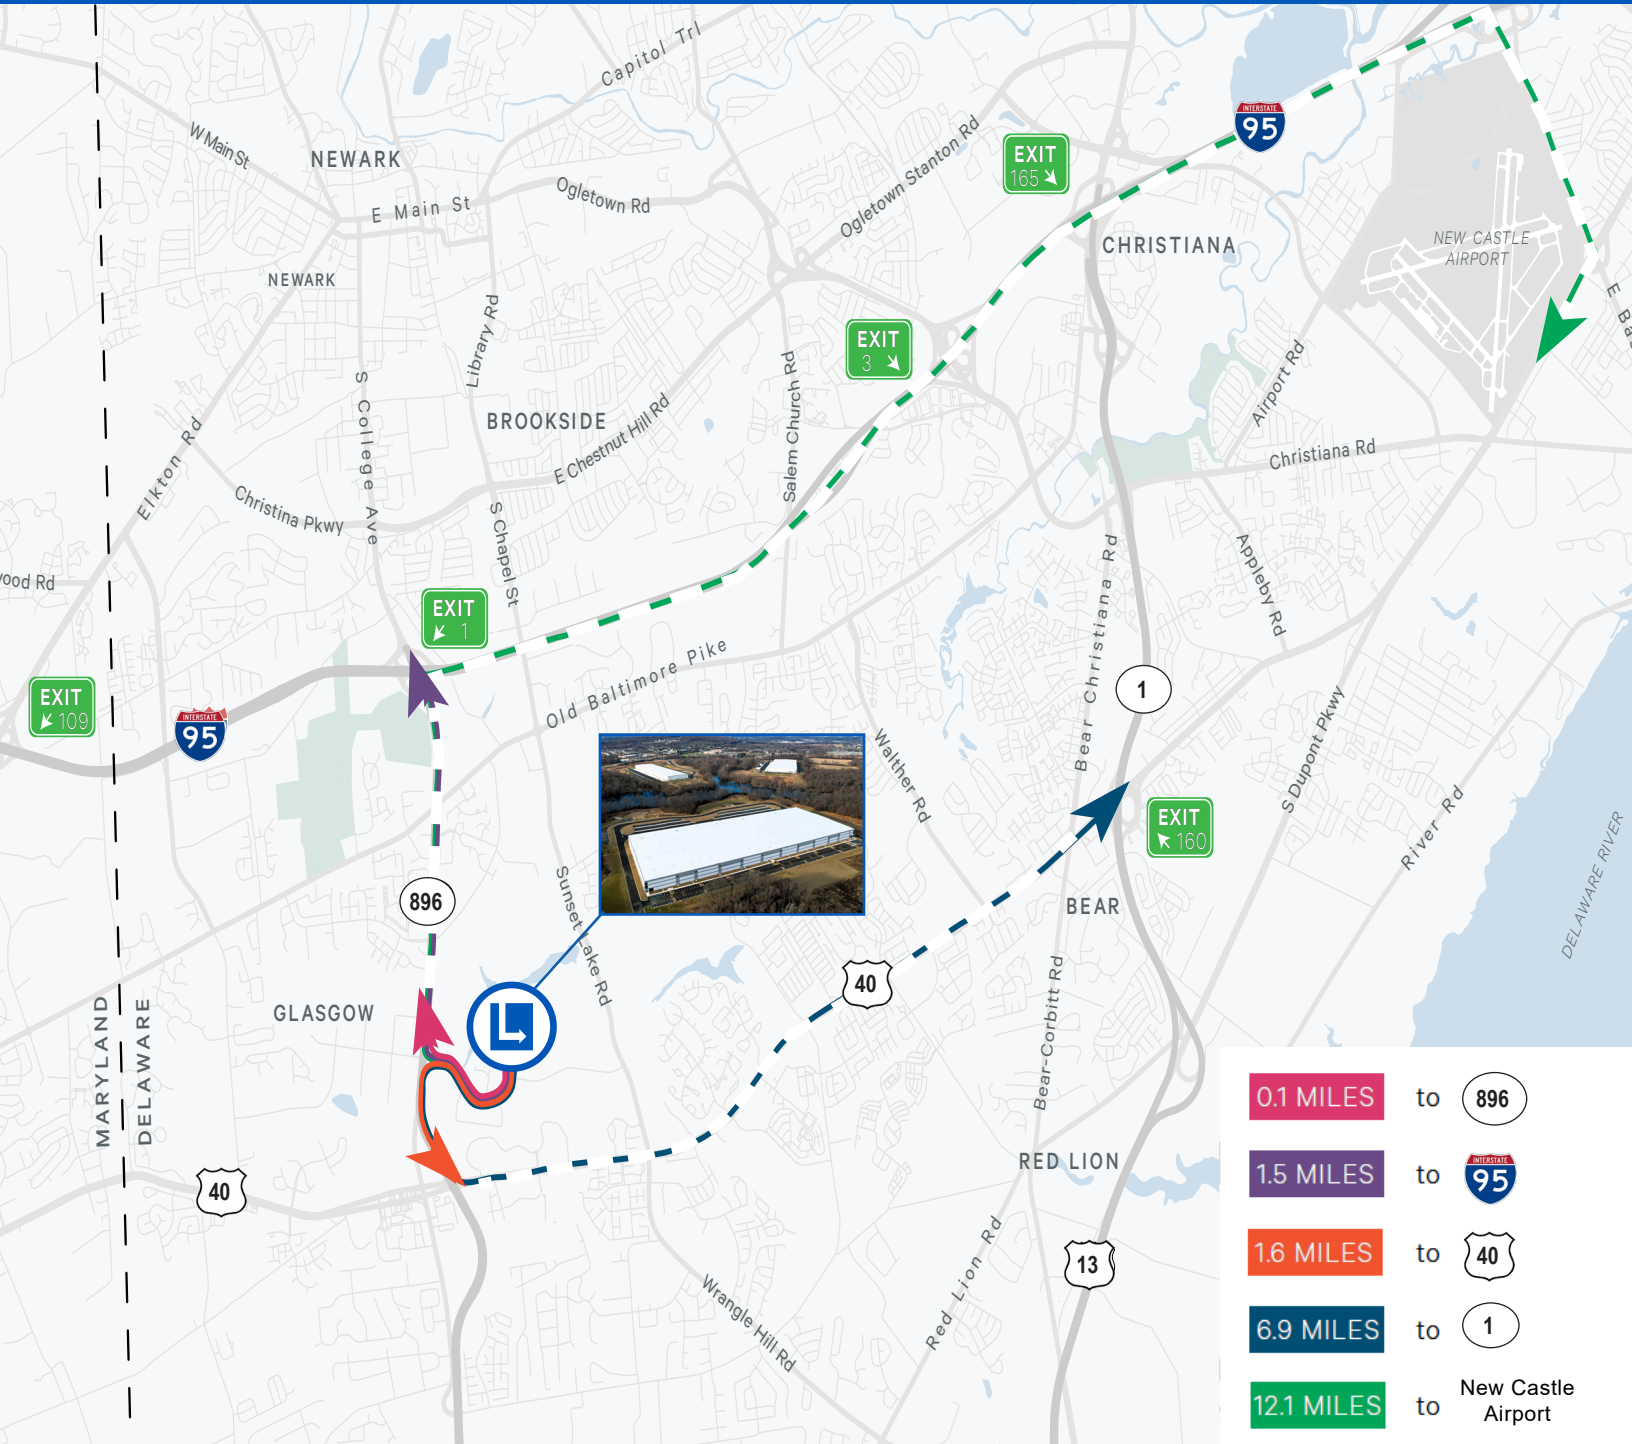 Capitol Trl
INTERSTATE
95
W Main St
NEWARK
EXIT
165
Ogletown Stanton Rd
Ogletown Rd
E Main St
CHRISTIANA
NEW CASTLE
AIRPORT
NEWARK
Library Rd
EXIT
3
Airport Rd
Salem Church Rd
S College Ave
BROOKSIDE
E Chestnut Hill Rd
Elkton Rd
Christiana Rd
Christina Pkwy
S Chapel St
Bear Christiana Rd
Appleby Rd
Rd
EXIT
1
Old Baltimore Pike
1
EXIT
109
INTERSTATE
95
Walther Rd
S Dupont Pkwy
River Rd
EXIT
160
DELAWARE RIVER
896
BEAR
Sunset Lake Rd
40
GLASGOW
MARYLAND
DELAWARE
Bear-Corbitt Rd
RED LION
40
Red Lion Rd
13
Wrangle Hill Rd
0.1 MILES to 896
1.5 MILES to INTERSTATE 95
1.6 MILES to 40
6.9 MILES to 1
12.1 MILES to New Castle
Airport